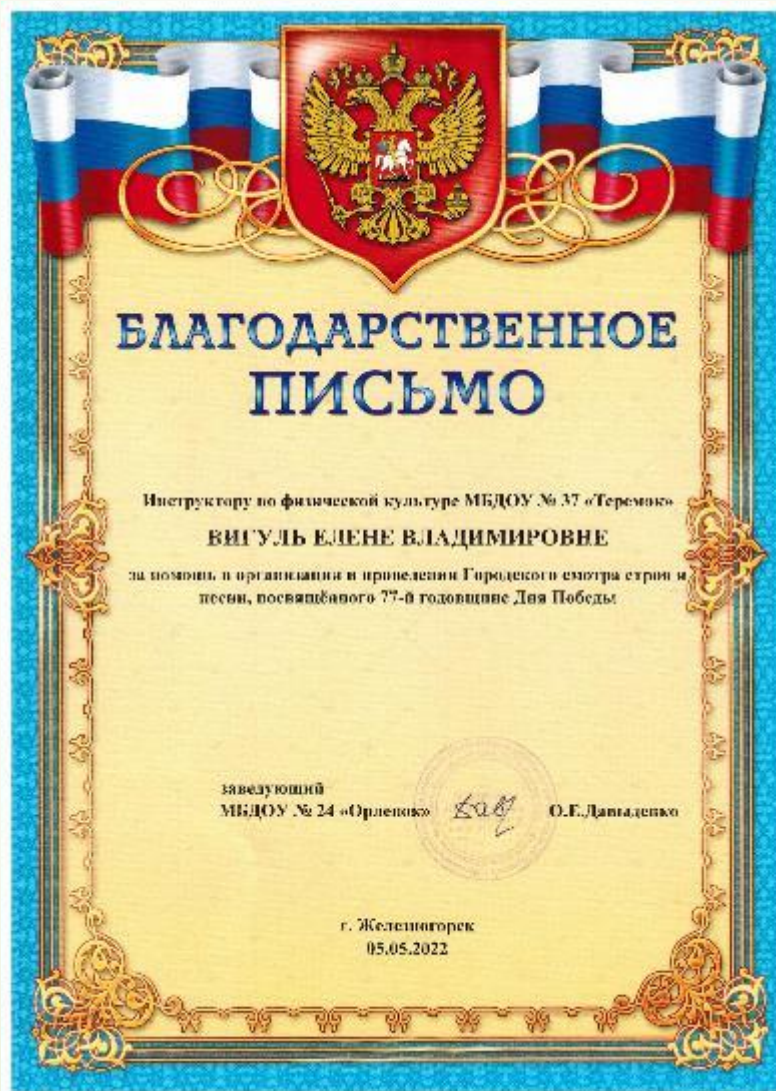 БЛАГОДАРСТВЕННОЕ
ПИСЬМО
Инструктору по физической культуре МБДОУ № 37 «Теремок»
ВИГУЛЬ ЕЛЕНЕ ВЛАДИМИРОВНЕ
за помощь в организации и проведении Городского смотра строя и
песни, посвящённого 77-й годовщине Дня Победы
заведующий
МБДОУ № 24 «Орленок» О.Е.Давыденко
г. Железногорск
05.05.2022